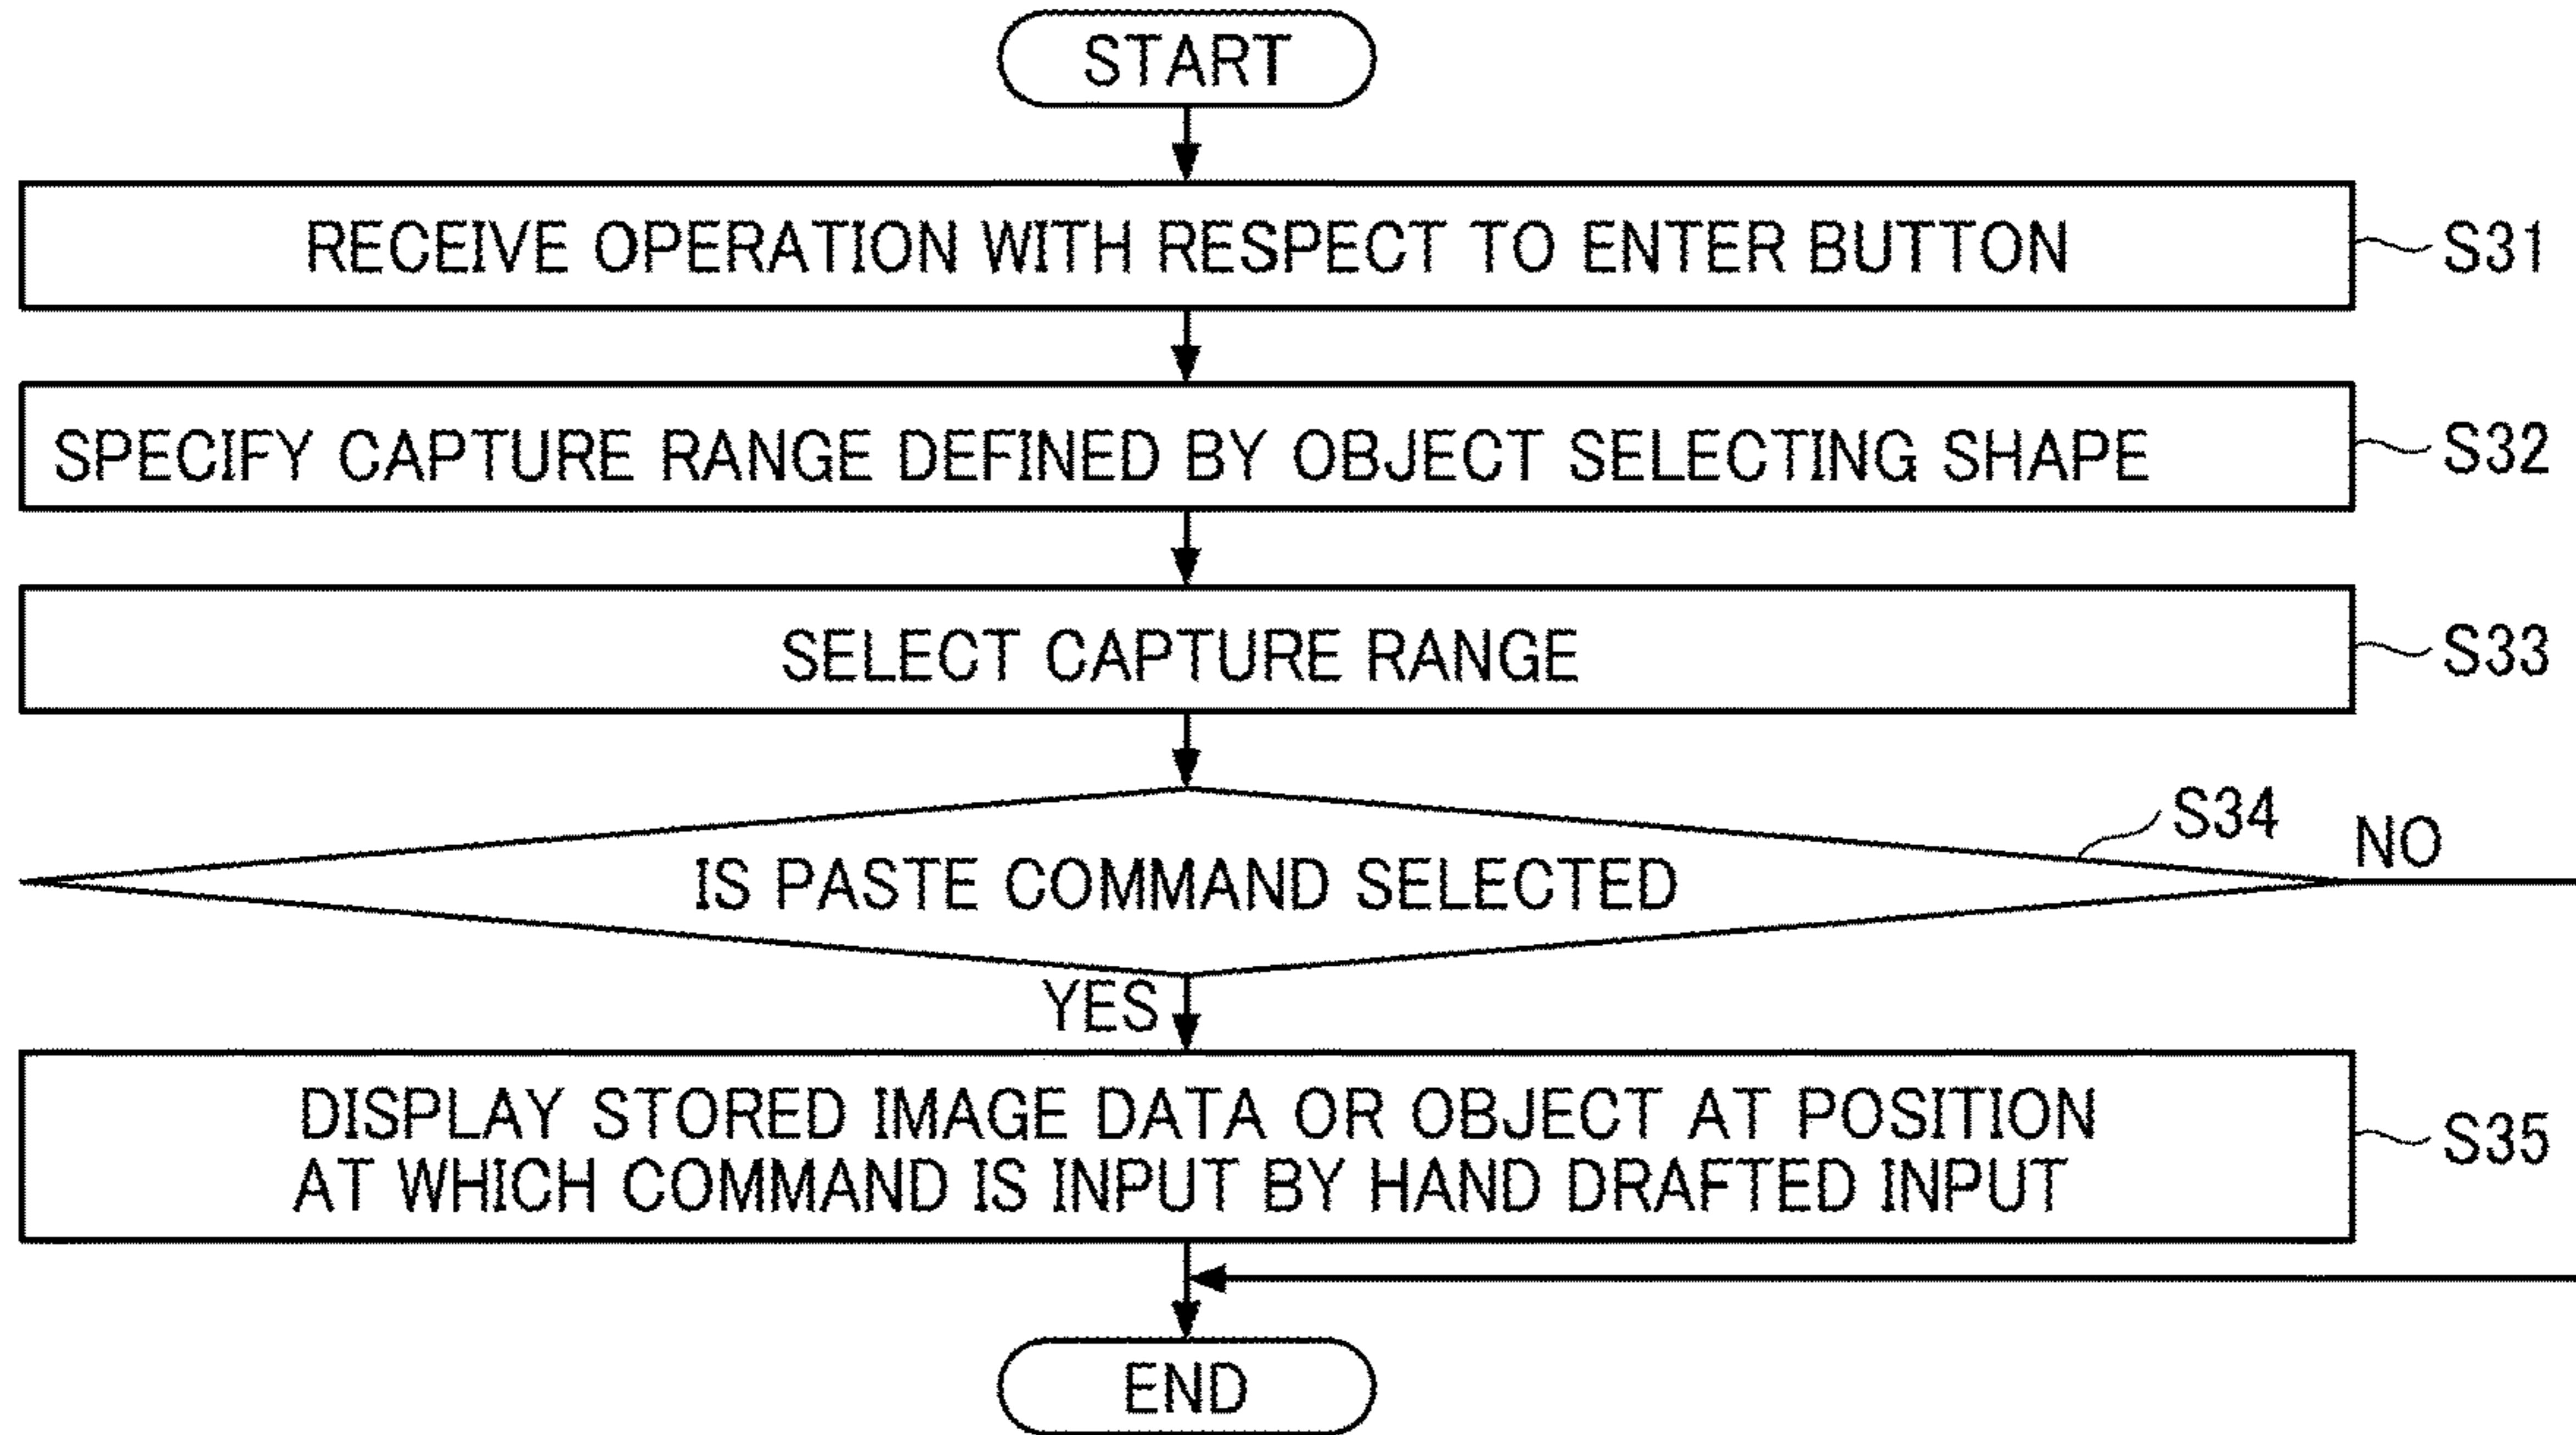 START
RECEIVE OPERATION WITH RESPECT TO ENTER BUTTON
S31
SPECIFY CAPTURE RANGE DEFINED BY OBJECT SELECTING SHAPE
S32
SELECT CAPTURE RANGE
S33
S34
NO
IS PASTE COMMAND SELECTED
YES
DISPLAY STORED IMAGE DATA OR OBJECT AT POSITION
AT WHICH COMMAND IS INPUT BY HAND DRAFTED INPUT
S35
END